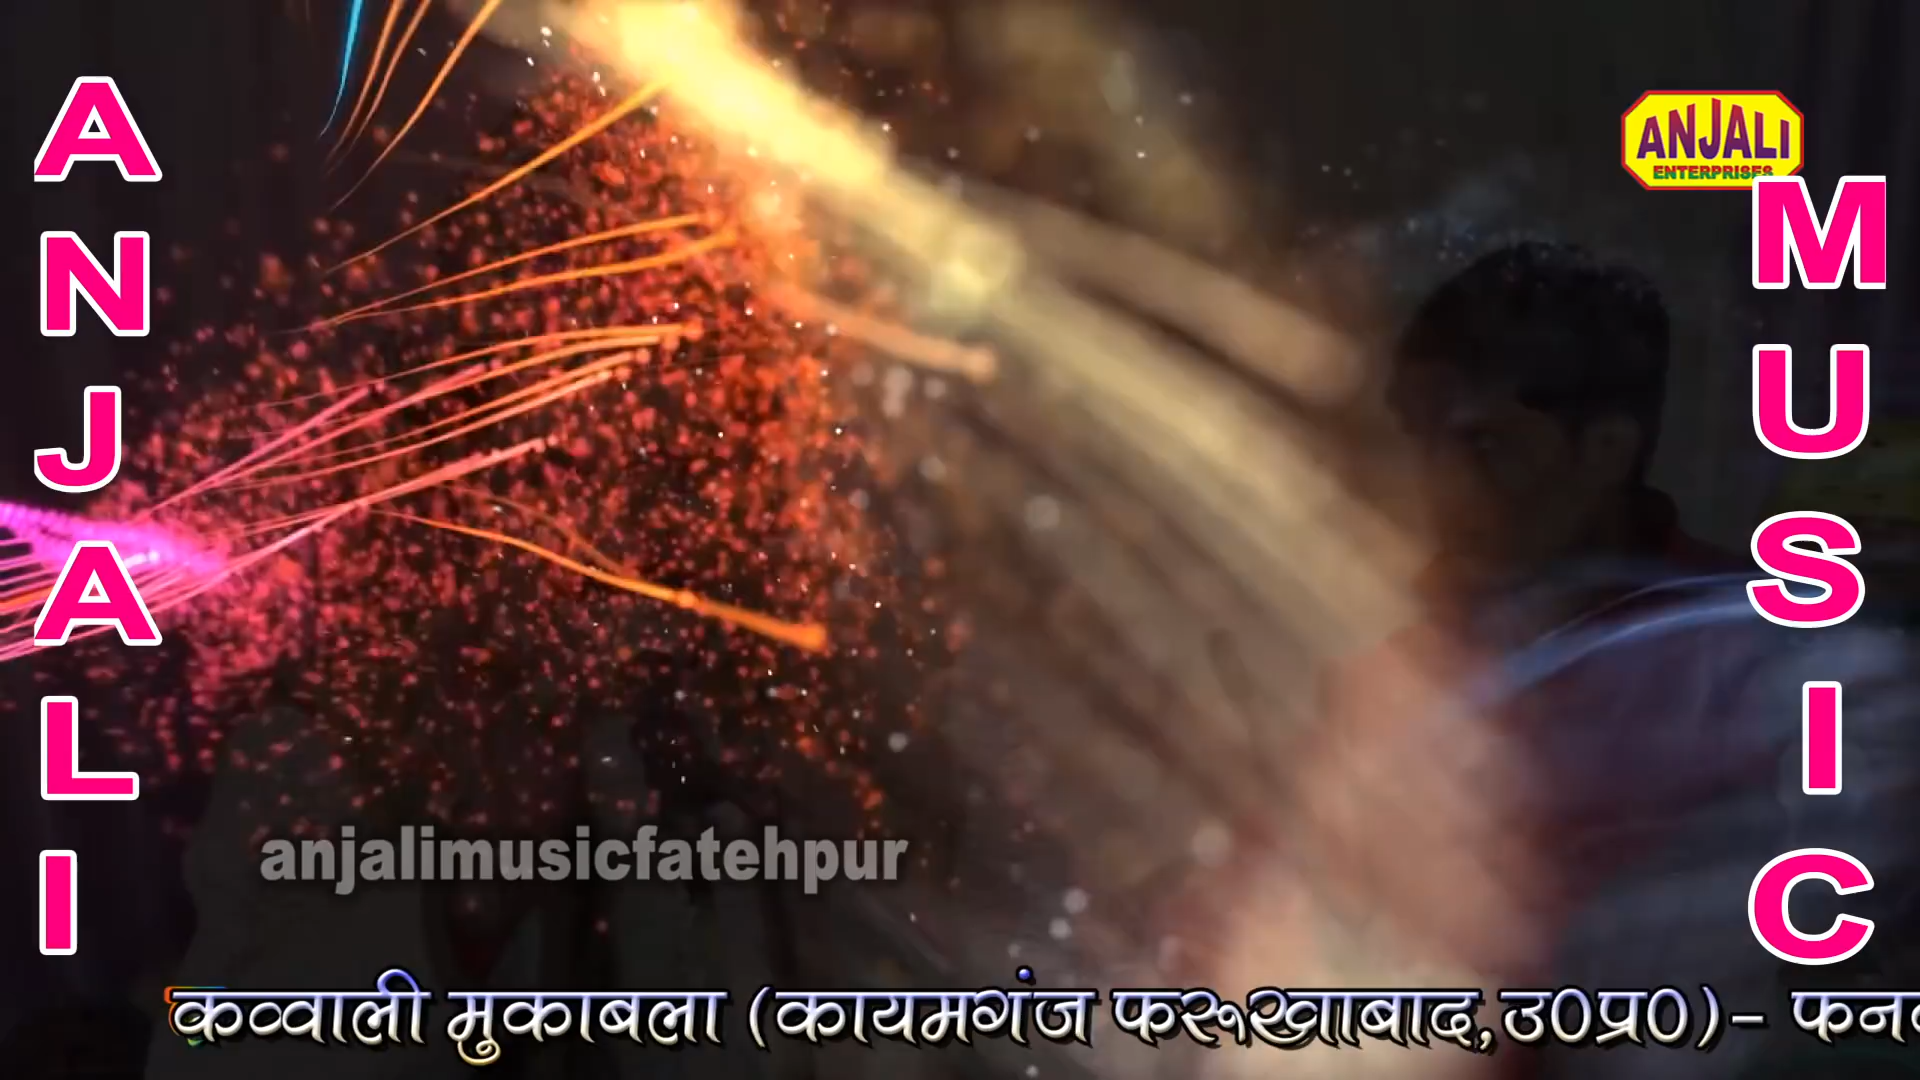 ANJALI
ANJALI
ENTERPRISES
MUSIC
anjalimusicfatehpur
कव्वाली मुकाबला (कायमगंज फरूखाबाद,उ0प्र0)-